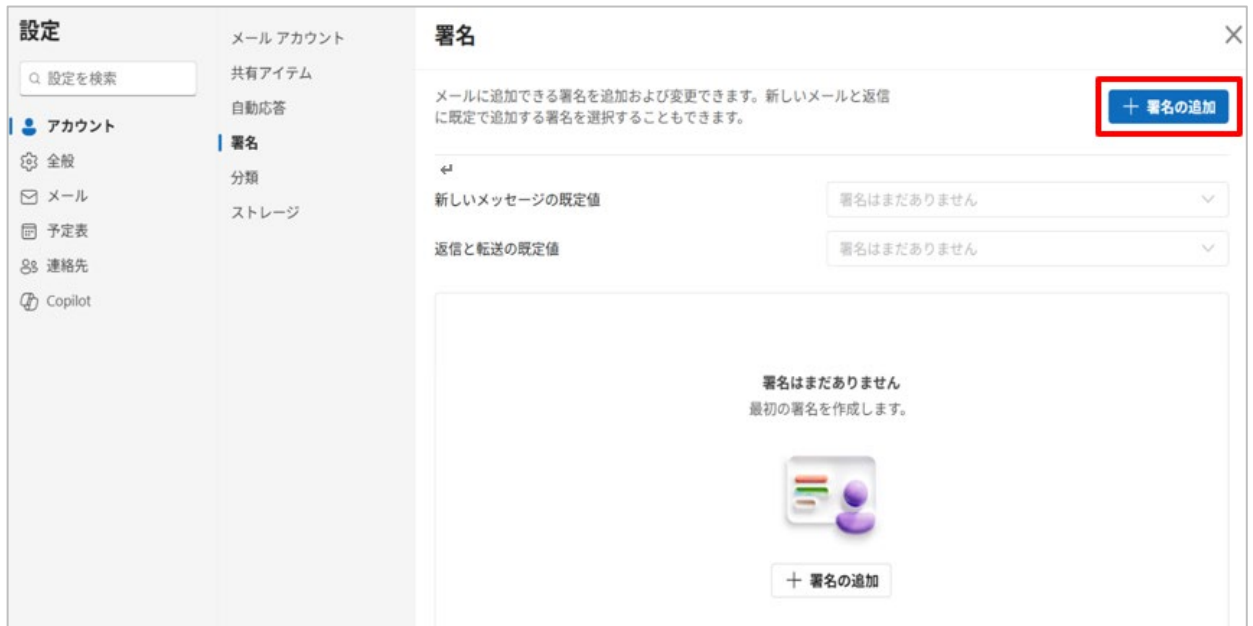 設定
設定を検索
アカウント
全般
メール
予定表
連絡先
Copilot
メール アカウント
共有アイテム
自動応答
署名
分類
ストレージ
署名
メールに追加できる署名を追加および変更できます。新しいメールと返信
に既定で追加する署名を選択することもできます。
＋ 署名の追加
↵
新しいメッセージの既定値
署名はまだありません
返信と転送の既定値
署名はまだありません
署名はまだありません
最初の署名を作成します。
＋ 署名の追加